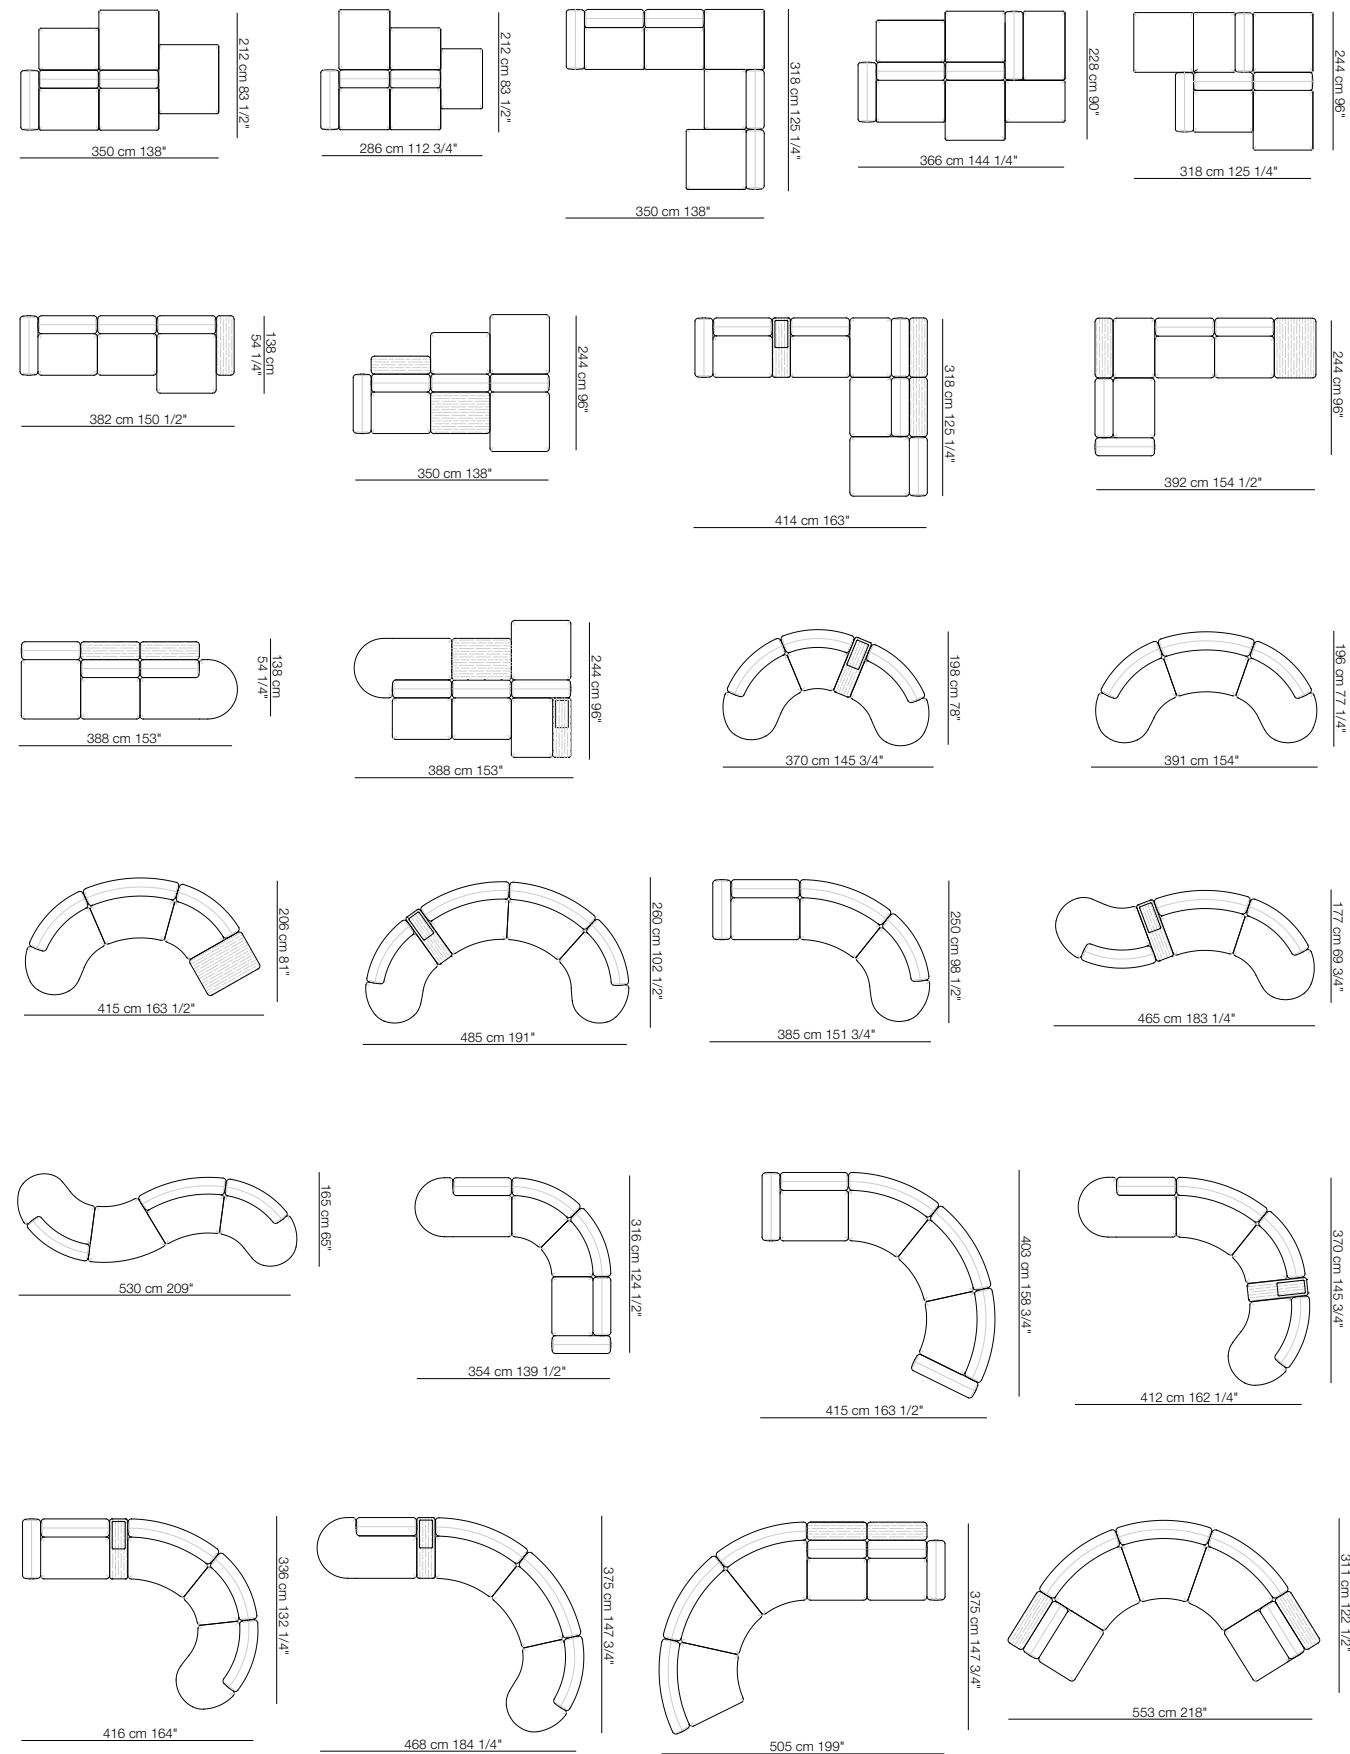 212 cm 83 1/2"
350 cm 138"
212 cm 83 1/2"
286 cm 112 3/4"
318 cm 125 1/4"
350 cm 138"
228 cm 90"
366 cm 144 1/4"
244 cm 96"
318 cm 125 1/4"
138 cm
54 1/4"
382 cm 150 1/2"
244 cm 96"
350 cm 138"
318 cm 125 1/4"
414 cm 163"
244 cm 96"
392 cm 154 1/2"
138 cm
54 1/4"
388 cm 153"
244 cm 96"
388 cm 153"
198 cm 78"
370 cm 145 3/4"
196 cm 77 1/4"
391 cm 154"
206 cm 81"
415 cm 163 1/2"
260 cm 102 1/2"
485 cm 191"
250 cm 98 1/2"
385 cm 151 3/4"
177 cm 69 3/4"
465 cm 183 1/4"
165 cm 65"
530 cm 209"
316 cm 124 1/2"
354 cm 139 1/2"
403 cm 158 3/4"
415 cm 163 1/2"
370 cm 145 3/4"
412 cm 162 1/4"
336 cm 132 1/4"
416 cm 164"
375 cm 147 3/4"
468 cm 184 1/4"
375 cm 147 3/4"
505 cm 199"
311 cm 122 1/2"
553 cm 218"